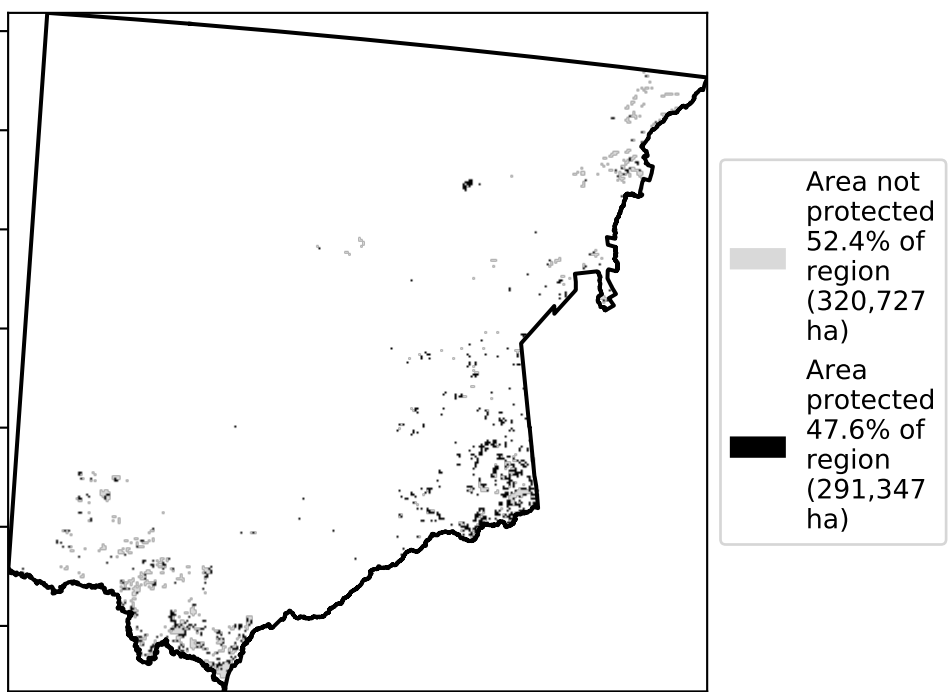 Area not
protected
52.4% of
region
(320,727
ha)
Area
protected
47.6% of
region
(291,347
ha)